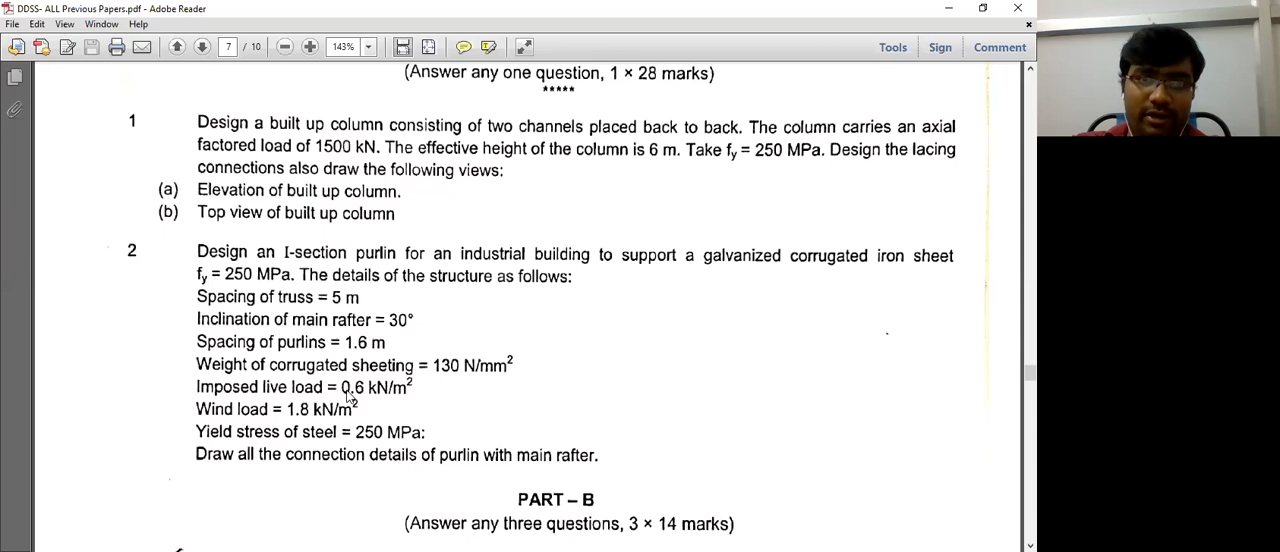 DDSS- ALL Previous Papers.pdf - Adobe Reader
File Edit View Window Help
7 / 10 143% Tools Sign Comment
(Answer any one question, 1 × 28 marks)
*****
1 Design a built up column consisting of two channels placed back to back. The column carries an axial
factored load of 1500 kN. The effective height of the column is 6 m. Take fy = 250 MPa. Design the lacing
connections also draw the following views:
(a) Elevation of built up column.
(b) Top view of built up column
2 Design an I-section purlin for an industrial building to support a galvanized corrugated iron sheet
fy = 250 MPa. The details of the structure as follows:
Spacing of truss = 5 m
Inclination of main rafter = 30°
Spacing of purlins = 1.6 m
Weight of corrugated sheeting = 130 N/mm²
Imposed live load = 0.6 kN/m²
Wind load = 1.8 kN/m²
Yield stress of steel = 250 MPa:
Draw all the connection details of purlin with main rafter.
PART – B
(Answer any three questions, 3 × 14 marks)